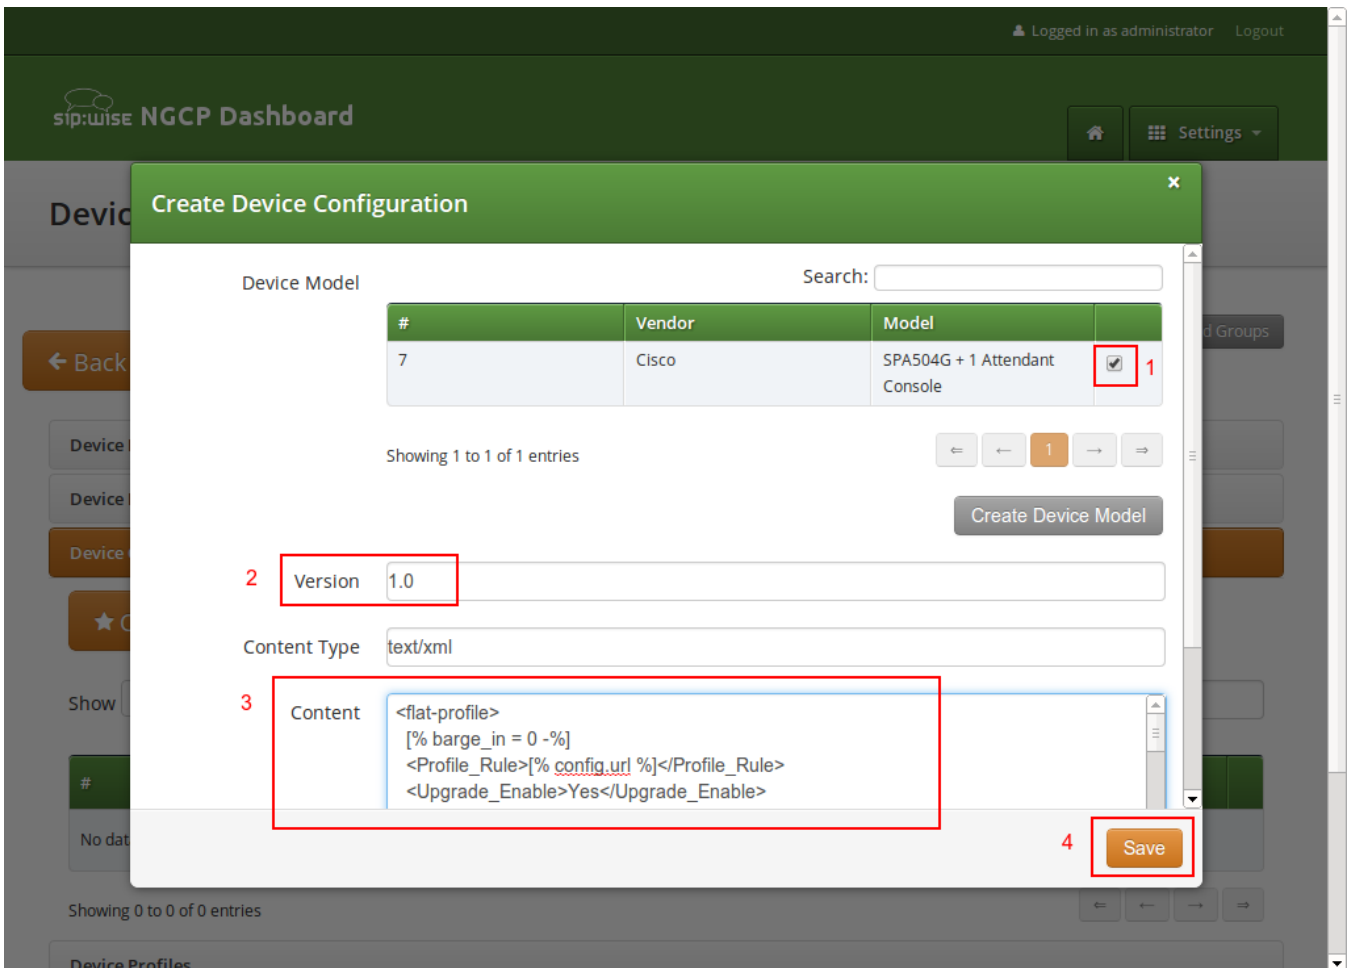 Logged in as administrator Logout
sip:wise NGCP Dashboard
Settings
Devic
Create Device Configuration
×
Device Model
Search:
# Vendor Model
7 Cisco SPA504G + 1 Attendant
Console
1
d Groups
Back
Showing 1 to 1 of 1 entries
⇐ ← 1 → ⇒
Create Device Model
Device
Device
Device
2 Version 1.0
Content Type text/xml
3 Content
<flat-profile>
[% barge_in = 0 -%]
<Profile_Rule>[% config.url %]</Profile_Rule>
<Upgrade_Enable>Yes</Upgrade_Enable>
Show
#
No dat
4 Save
Showing 0 to 0 of 0 entries
⇐ ← → ⇒
Device Profiles